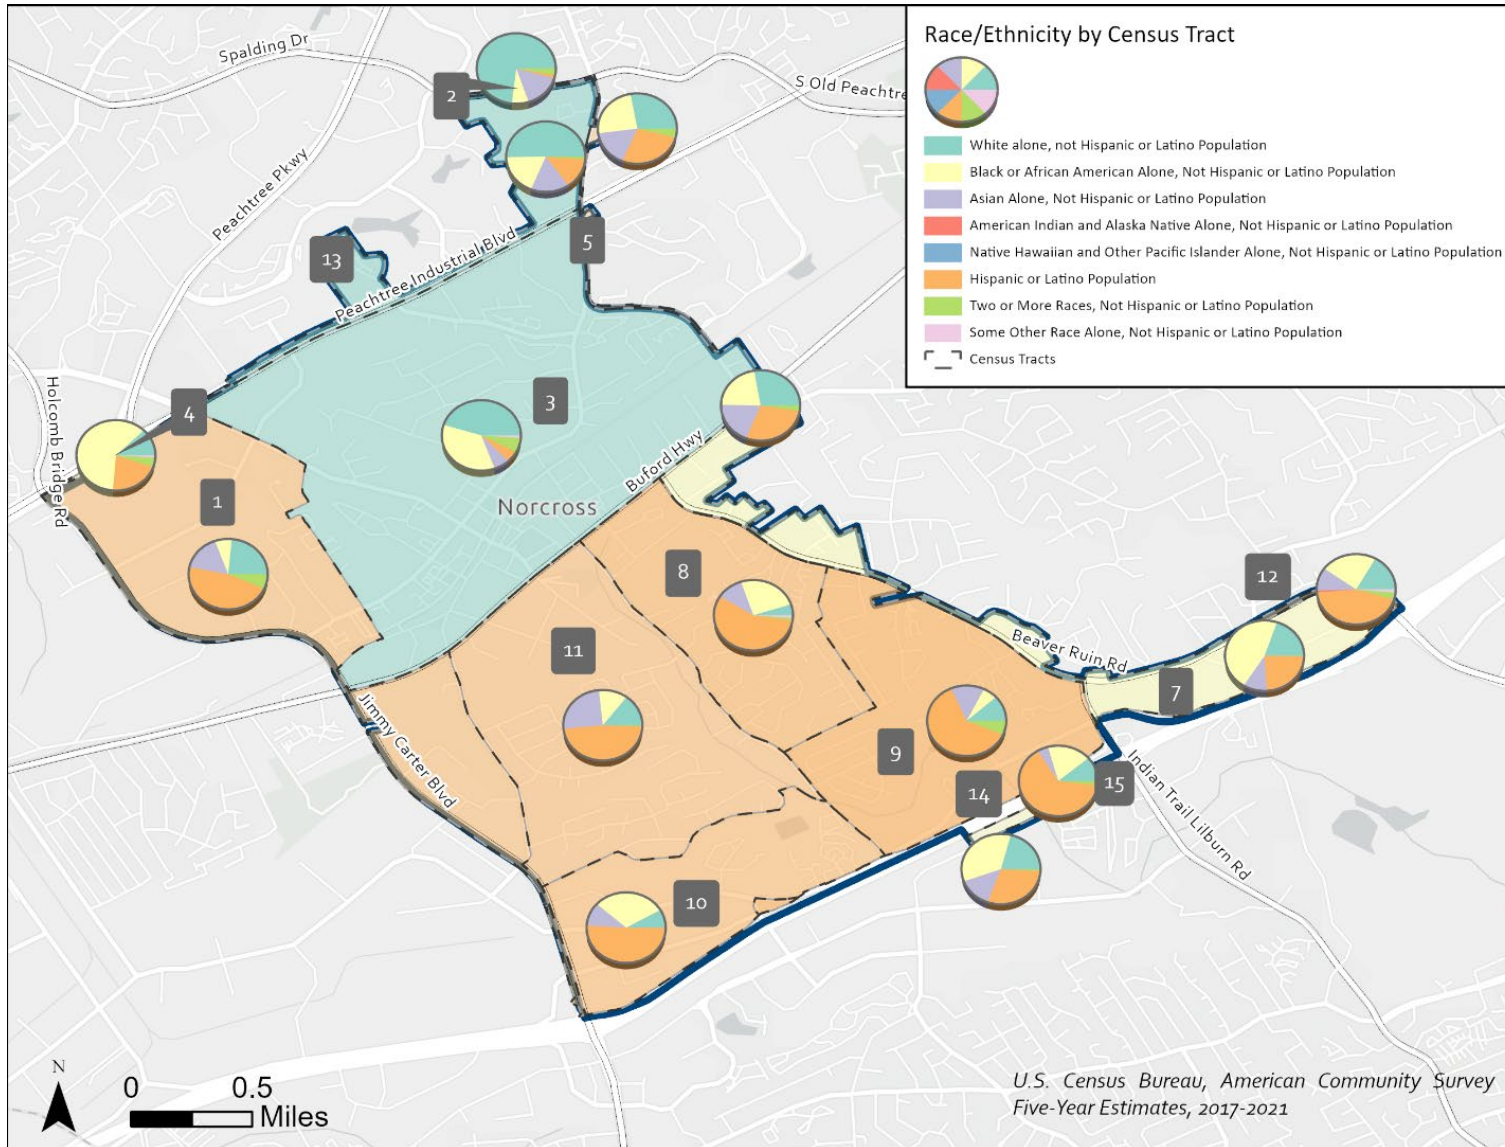 Race/Ethnicity by Census Tract
White alone, not Hispanic or Latino Population
Black or African American Alone, Not Hispanic or Latino Population
Asian Alone, Not Hispanic or Latino Population
American Indian and Alaska Native Alone, Not Hispanic or Latino Population
Native Hawaiian and Other Pacific Islander Alone, Not Hispanic or Latino Population
Hispanic or Latino Population
Two or More Races, Not Hispanic or Latino Population
Some Other Race Alone, Not Hispanic or Latino Population
Census Tracts
Spalding Dr
S Old Peachtre
2
Peachtree Pkwy
5
13
Peachtree Industrial Blvd
Holcomb Bridge Rd
4
3
Buford Hwy
1
Norcross
8
12
11
Beaver Ruin Rd
7
Jimmy Carter Blvd
9
14
15
Indian Trail Lilburn Rd
10
N
0 0.5
Miles
U.S. Census Bureau, American Community Survey
Five-Year Estimates, 2017-2021